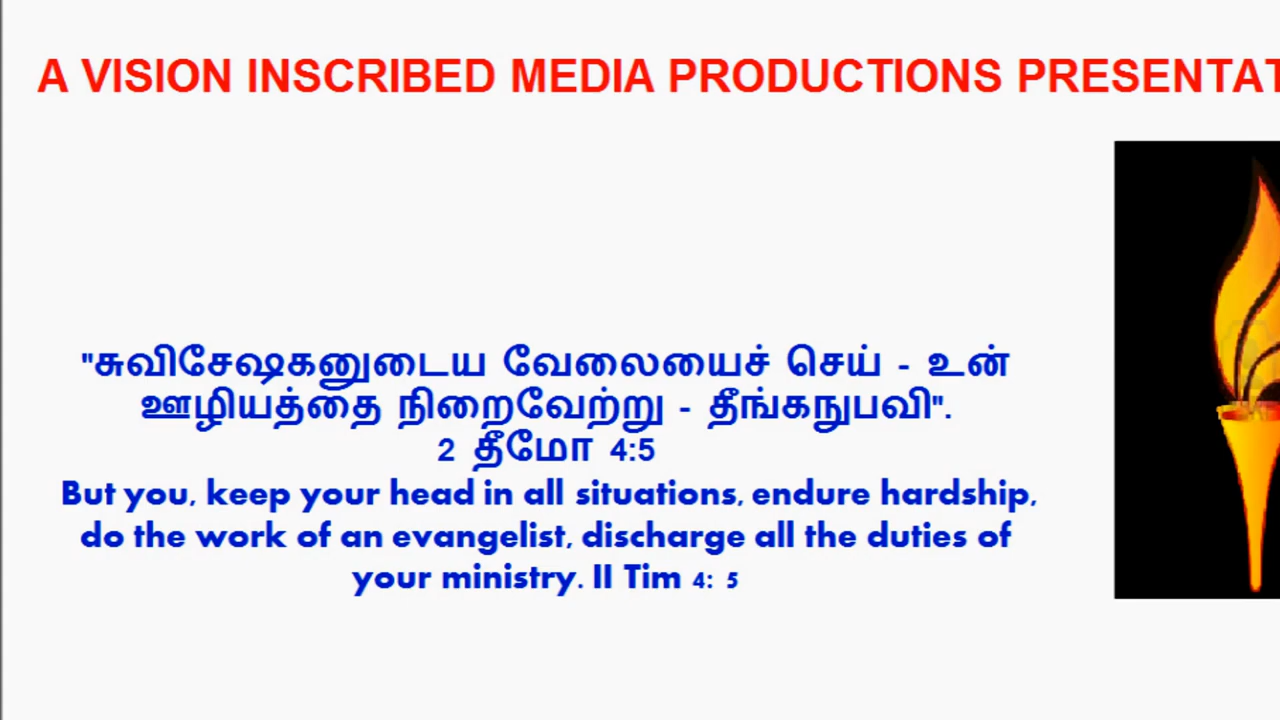 A VISION INSCRIBED MEDIA PRODUCTIONS PRESENTAT
"சுவிசேஷகனுடைய வேலையைச் செய் - உன்
ஊழியத்தை நிறைவேற்று - தீங்கநுபவி".
2 தீமோ 4:5
But you, keep your head in all situations, endure hardship,
do the work of an evangelist, discharge all the duties of
your ministry. II Tim 4: 5